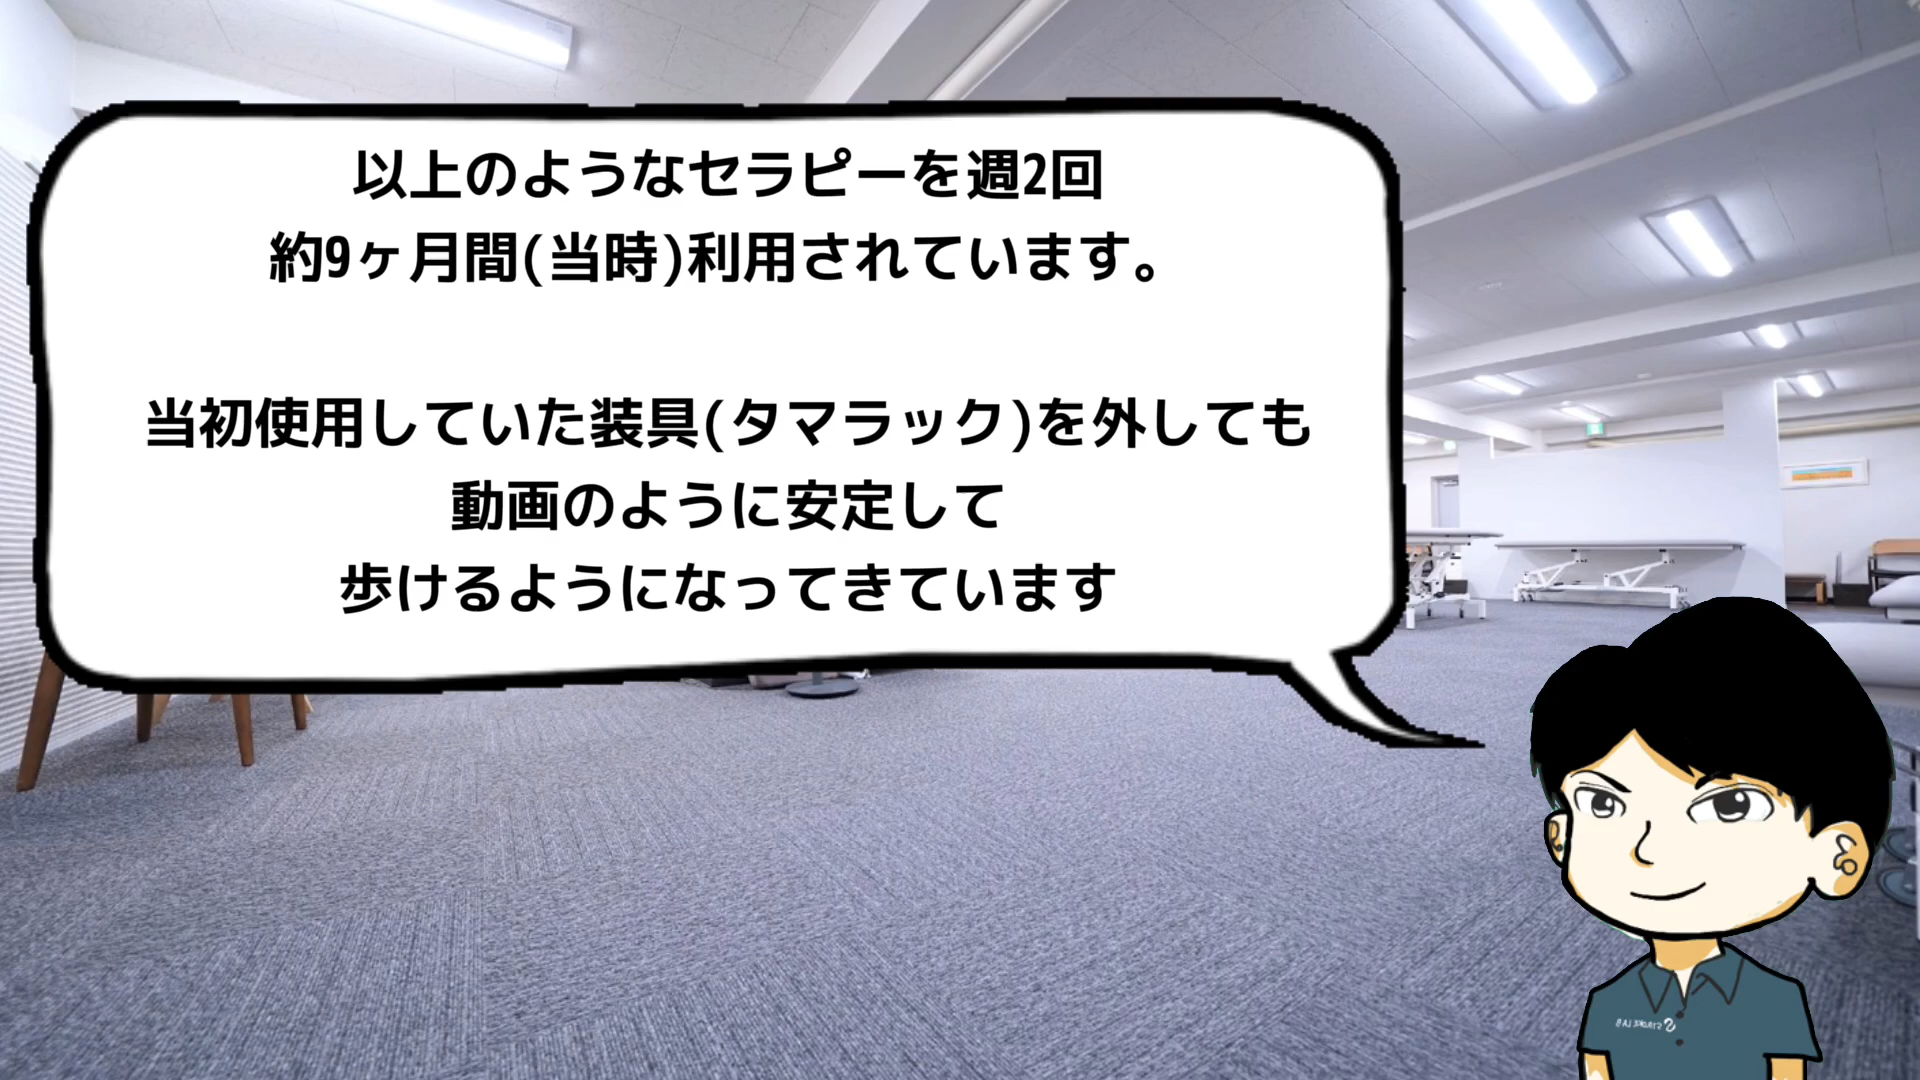 以上のようなセラピーを週2回
約9ヶ月間(当時)利用されています。
当初使用していた装具(タマラック)を外しても
動画のように安定して
歩けるようになってきています